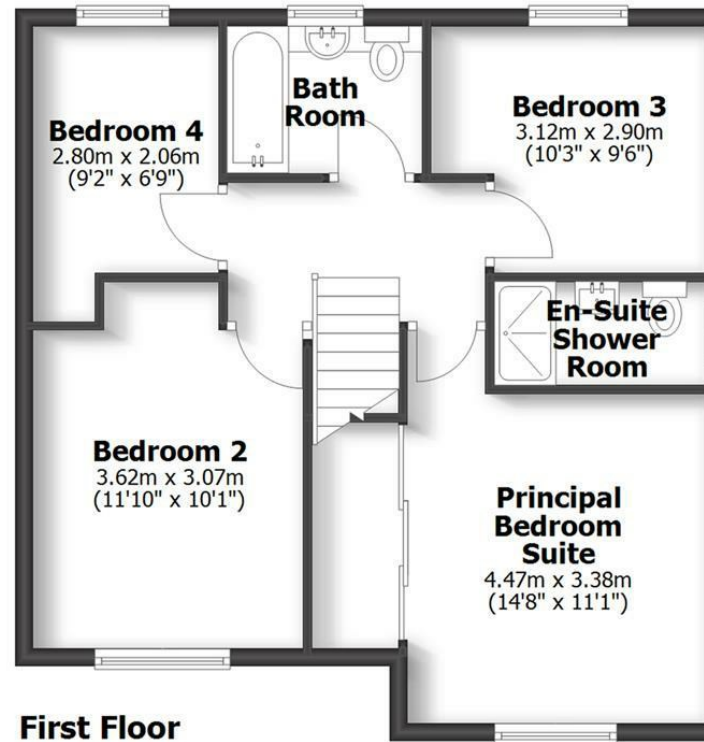 Bath
Room
Bedroom 4
2.80m x 2.06m
(9'2" x 6'9")
Bedroom 3
3.12m x 2.90m
(10'3" x 9'6")
En-Suite
Shower
Room
Bedroom 2
3.62m x 3.07m
(11'10" x 10'1")
Principal
Bedroom
Suite
4.47m x 3.38m
(14'8" x 11'1")
First Floor